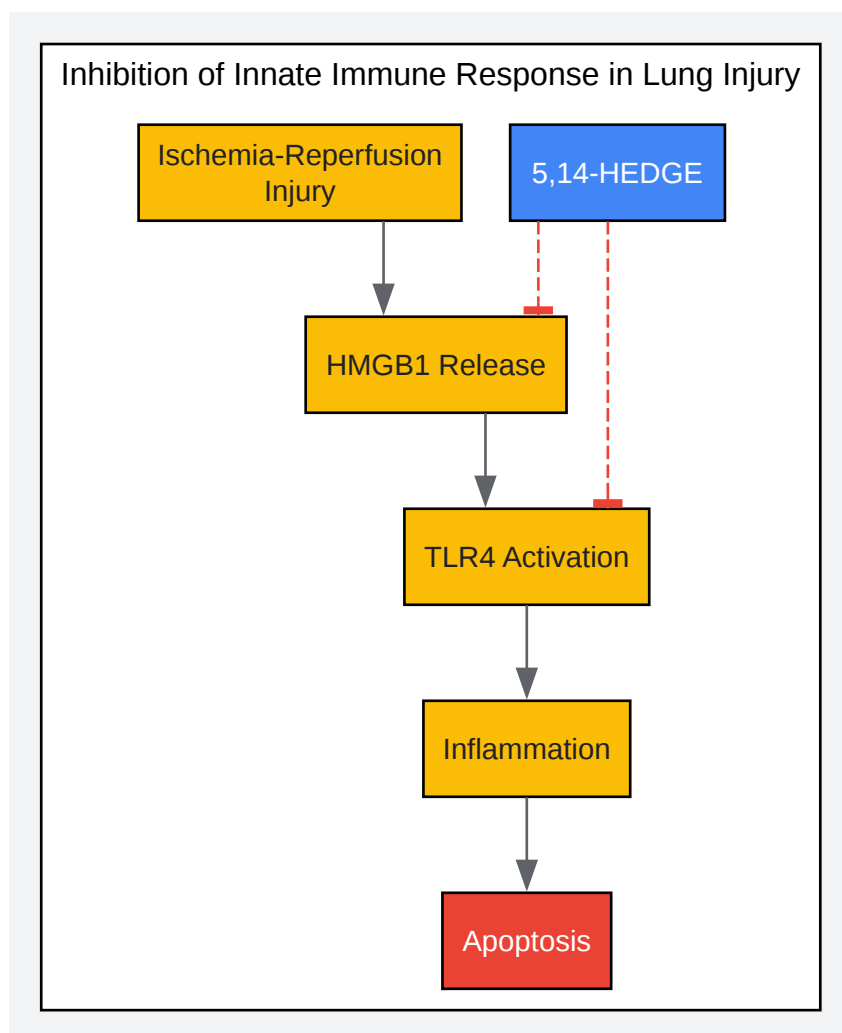 Inhibition of Innate Immune Response in Lung Injury
Ischemia-Reperfusion
Injury
5,14-HEDGE
HMGB1 Release
TLR4 Activation
Inflammation
Apoptosis